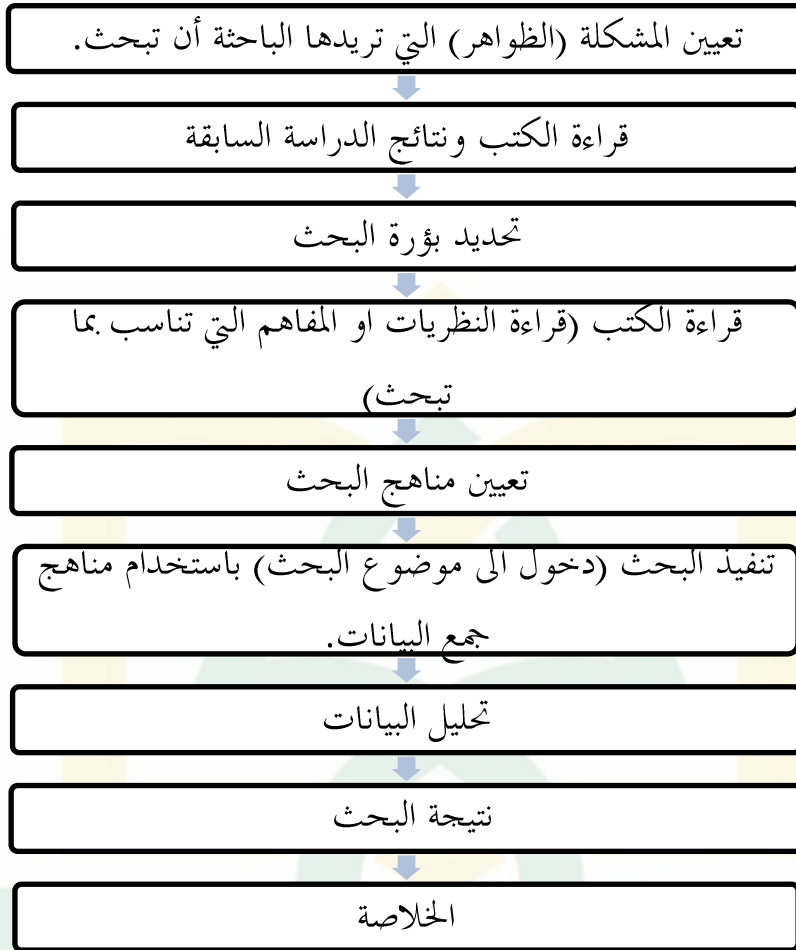 تعيين المشكلة (الظواهر) التي تريدها الباحثة أن تبحث.
قراءة الكتب ونتائج الدراسة السابقة
تحديد بؤرة البحث
قراءة الكتب (قراءة النظريات او المفاهم التي تناسب بما
تبحث)
تعيين مناهج البحث
تنفيذ البحث (دخول الى موضوع البحث) باستخدام مناهج
جمع البيانات.
تحليل البيانات
نتيجة البحث
الخلاصة